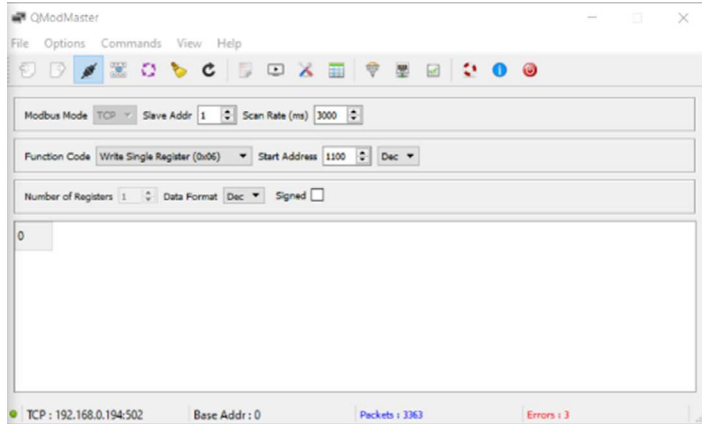 QModMaster
File Options Commands View Help
Modbus Mode TCP Slave Addr 1 Scan Rate (ms) 3000
Function Code Write Single Register (0x06) Start Address 1100 Dec
Number of Registers 1 Data Format Dec Signed
0
TCP : 192.168.0.194:502 Base Addr : 0 Packets : 3363 Errors : 3